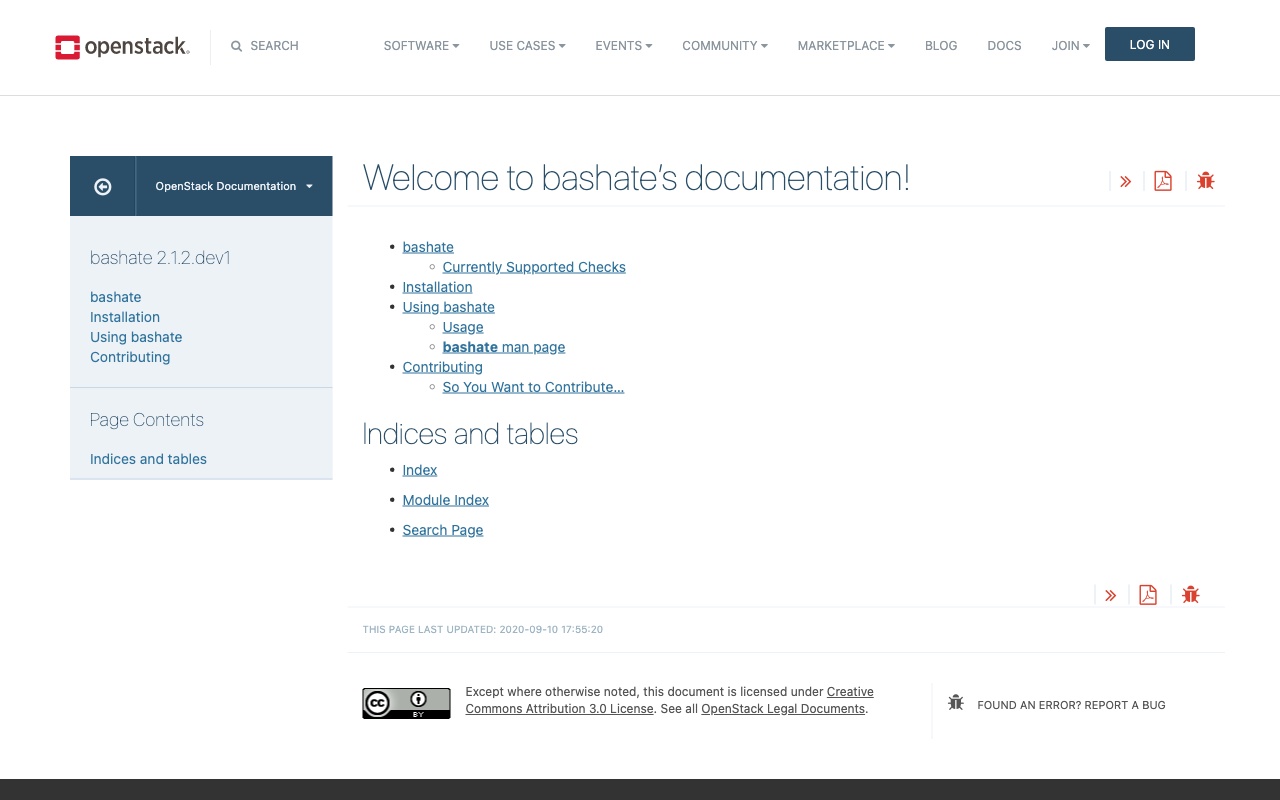 openstack.
SEARCH
SOFTWARE
USE CASES
EVENTS
COMMUNITY
MARKETPLACE
BLOG
DOCS
JOIN
LOG IN
OpenStack Documentation
bashate 2.1.2.dev1
bashate
Installation
Using bashate
Contributing
Page Contents
Indices and tables
Welcome to bashate's documentation!
bashate
Currently Supported Checks
Installation
Using bashate
Usage
bashate man page
Contributing
So You Want to Contribute...
Indices and tables
Index
Module Index
Search Page
THIS PAGE LAST UPDATED: 2020-09-10 17:55:20
cc
BY
Except where otherwise noted, this document is licensed under Creative
Commons Attribution 3.0 License. See all OpenStack Legal Documents.
FOUND AN ERROR? REPORT A BUG